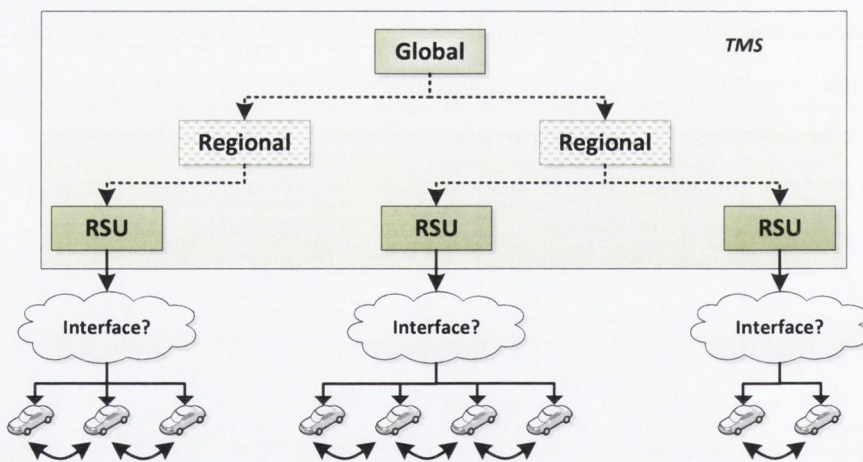 Global
TMS
Regional
Regional
RSU
RSU
RSU
Interface?
Interface?
Interface?